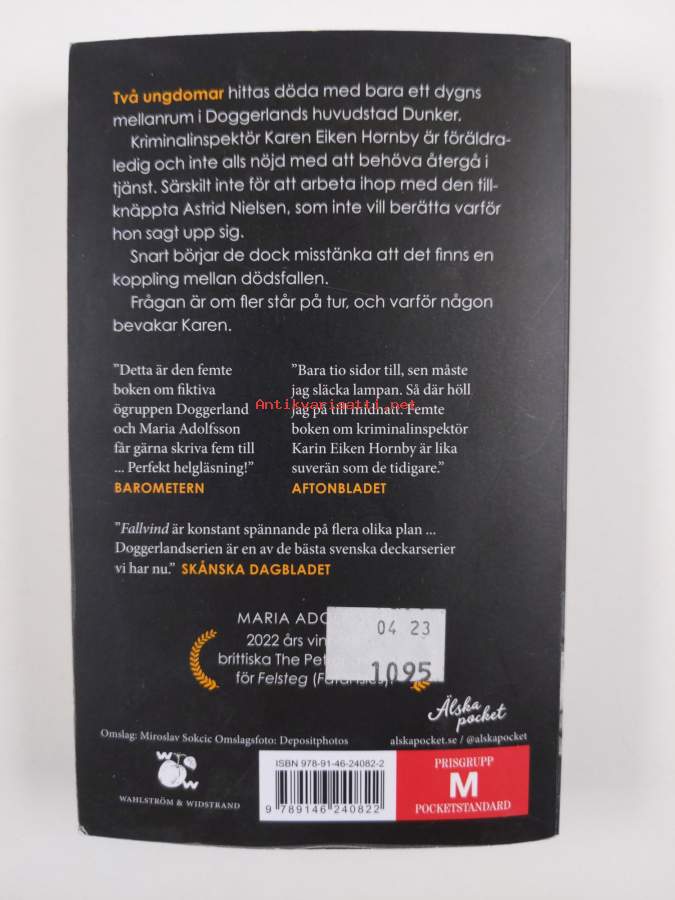 Två ungdomar hittas döda med bara ett dygns
mellanrum i Doggerlands huvudstad Dunker.
Kriminalinspektör Karen Eiken Hornby är föräldra-
ledig och inte alls nöjd med att behöva återgå i
tjänst. Särskilt inte för att arbeta ihop med den till-
knäppta Astrid Nielsen, som inte vill berätta varför
hon sagt upp sig.
Snart börjar de dock misstänka att det finns en
koppling mellan dödsfallen.
Frågan är om fler står på tur, och varför någon
bevakar Karen.
"Detta är den femte
boken om fiktiva
ögruppen Doggerland
och Maria Adolfsson
får gärna skriva fem till
... Perfekt helgläsning!"
BAROMETERN
"Bara tio sidor till, sen måste
jag släcka lampan. Så där höll
jag på till midnatt. Femte
boken om kriminalinspektör
Karin Eiken Hornby är lika
suverän som de tidigare."
AFTONBLADET
Antikvariaatti.net
"Fallvind är konstant spännande på flera olika plan ...
Doggerlandserien är en av de bästa svenska deckarserier
vi har nu." SKÅNSKA DAGBLADET
MARIA ADO
2022 års vin
brittiska The Pet
för Felsteg
04 23
1095
Älska
pocket
Omslag: Miroslav Sokcic Omslagsfoto: Depositphotos
alskapocket.se / @alskapocket
W W
WAHLSTRÖM & WIDSTRAND
ISBN 978-91-46-24082-2
9 789146 240822
PRISGRUPP
M
POCKETSTANDARD